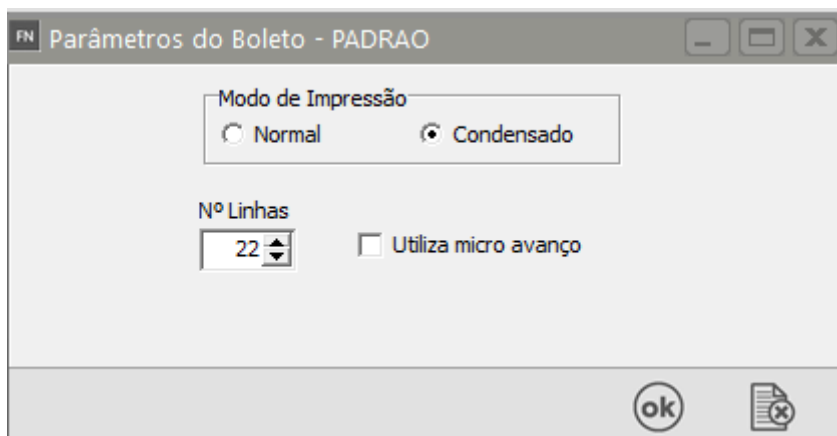 FN Parâmetros do Boleto - PADRAO
Modo de Impressão
Normal Condensado
Nº Linhas
22 Utiliza micro avanço
ok